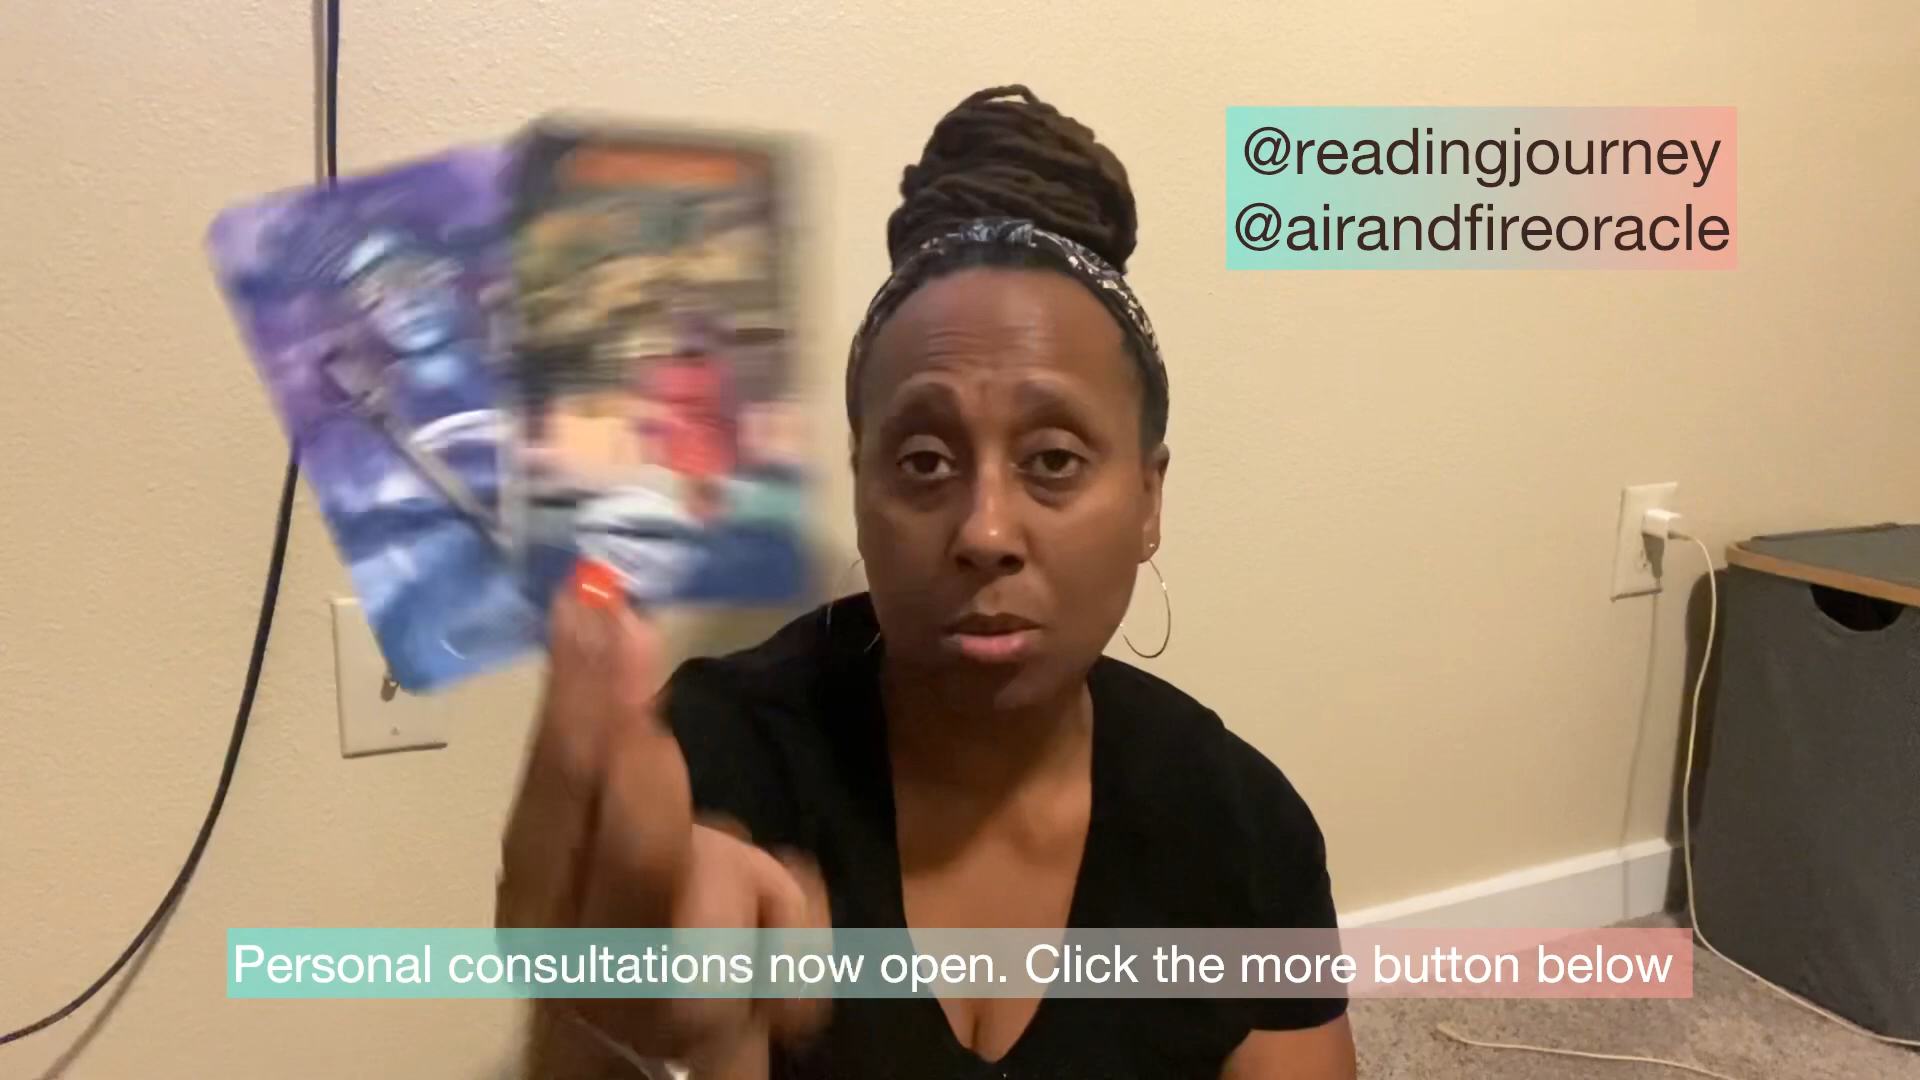 @readingjourney
@airandfireoracle
Personal consultations now open. Click the more button below